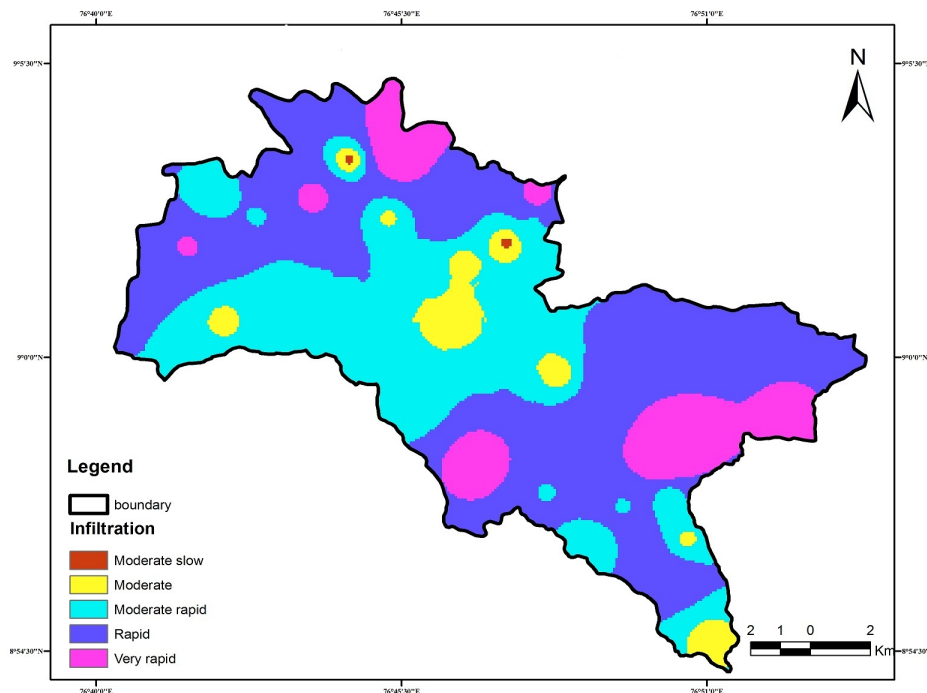 76°40'0"E 76°45'30"E 76°51'0"E
9°5'30"N 9°5'30"N
N
9°0'0"N 9°0'0"N
Legend
boundary
Infiltration
Moderate slow
Moderate
Moderate rapid
Rapid
Very rapid
2 1 0 2
Km
8°54'30"N 8°54'30"N
76°40'0"E 76°45'30"E 76°51'0"E